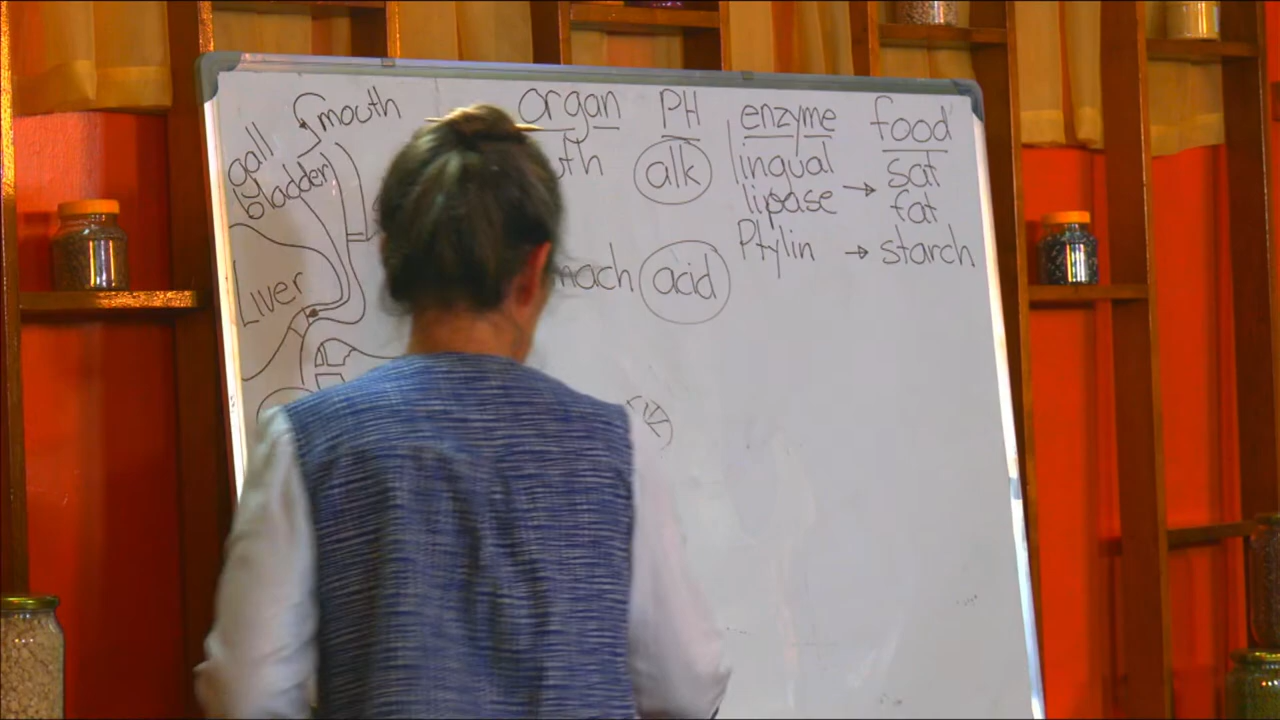 mouth
gall
bladder
Liver
organ PH enzyme food
alk lingual
lipase → sat
fat
Ptylin → starch
acid